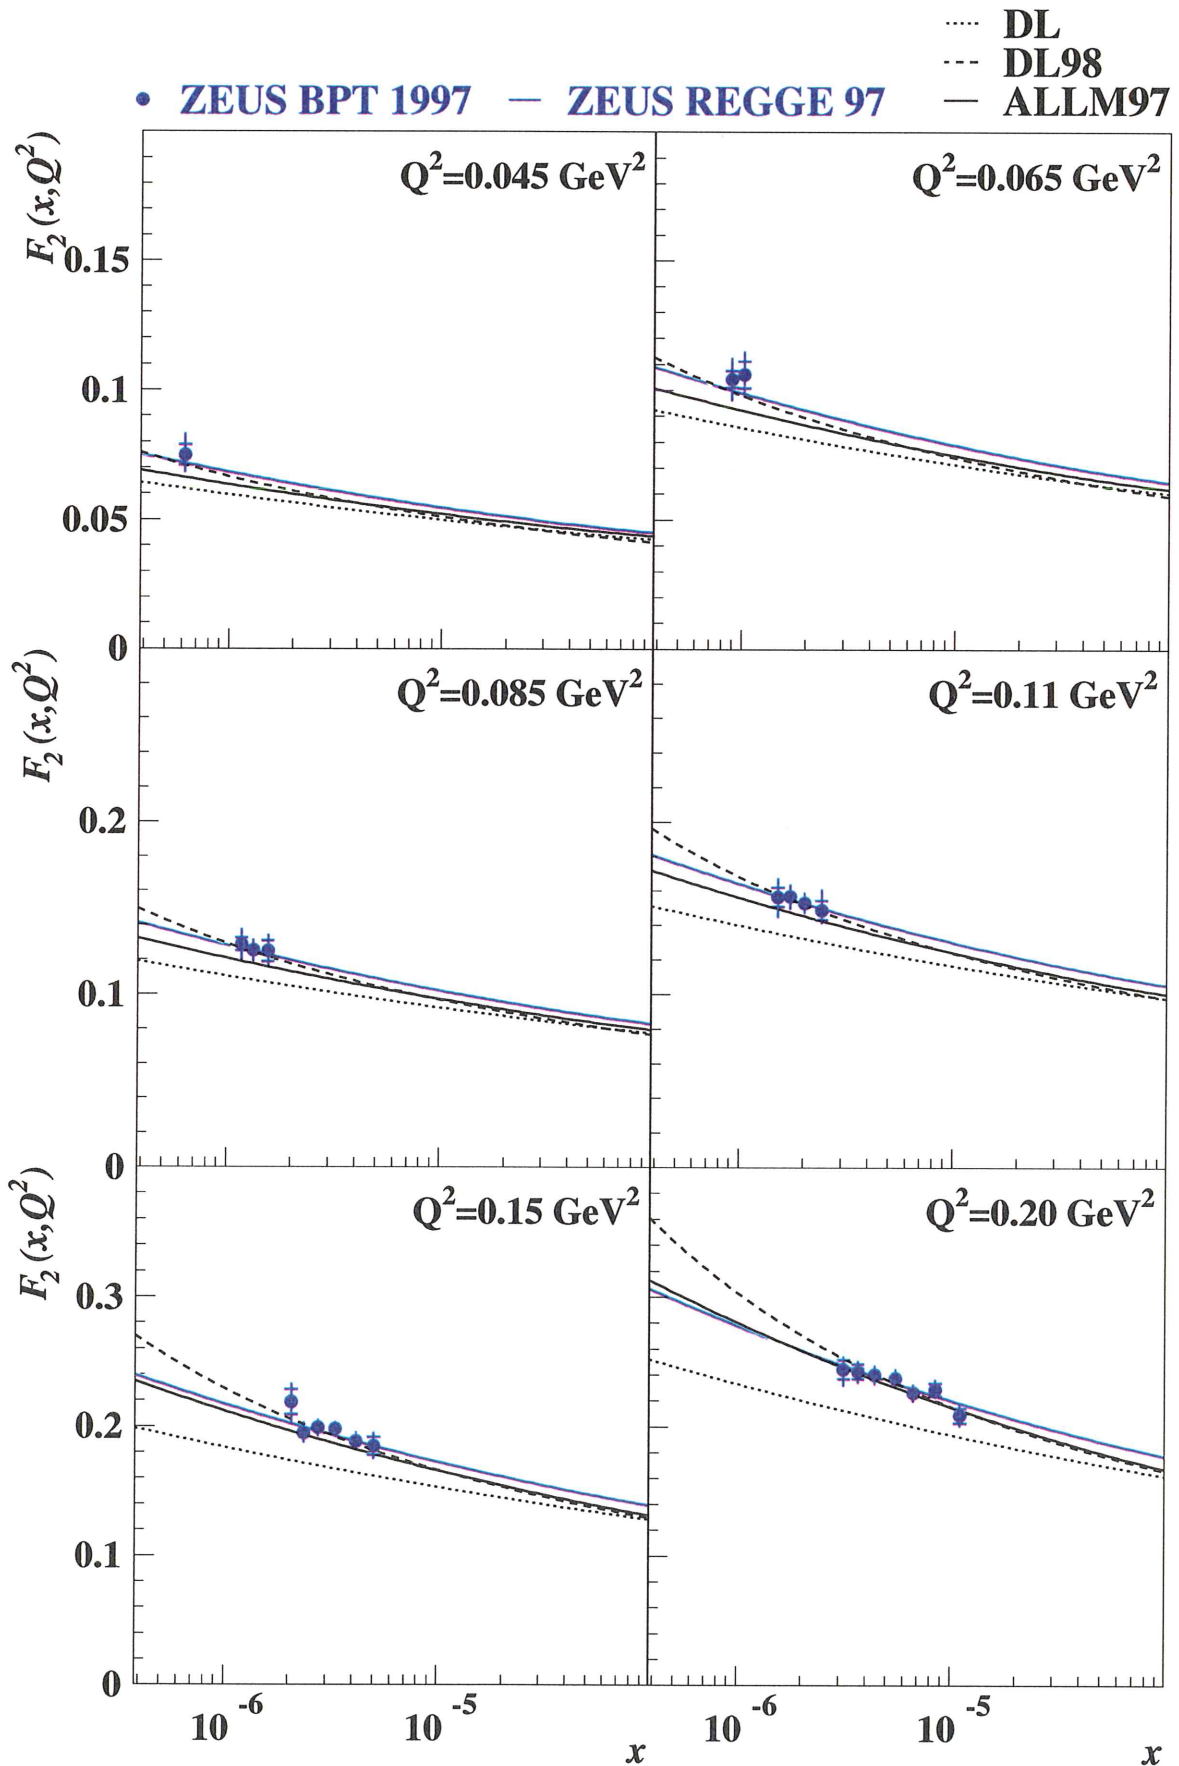 DL
DL98
ZEUS BPT 1997 ZEUS REGGE 97 ALLM97
F₂(x,Q²) Q²=0.045 GeV² Q²=0.065 GeV²
0.15
0.1
0.05
0
F₂(x,Q²) Q²=0.085 GeV² Q²=0.11 GeV²
0.2
0.1
0
F₂(x,Q²) Q²=0.15 GeV² Q²=0.20 GeV²
0.3
0.2
0.1
0
10⁻⁶ 10⁻⁵ 10⁻⁶ 10⁻⁵
x x